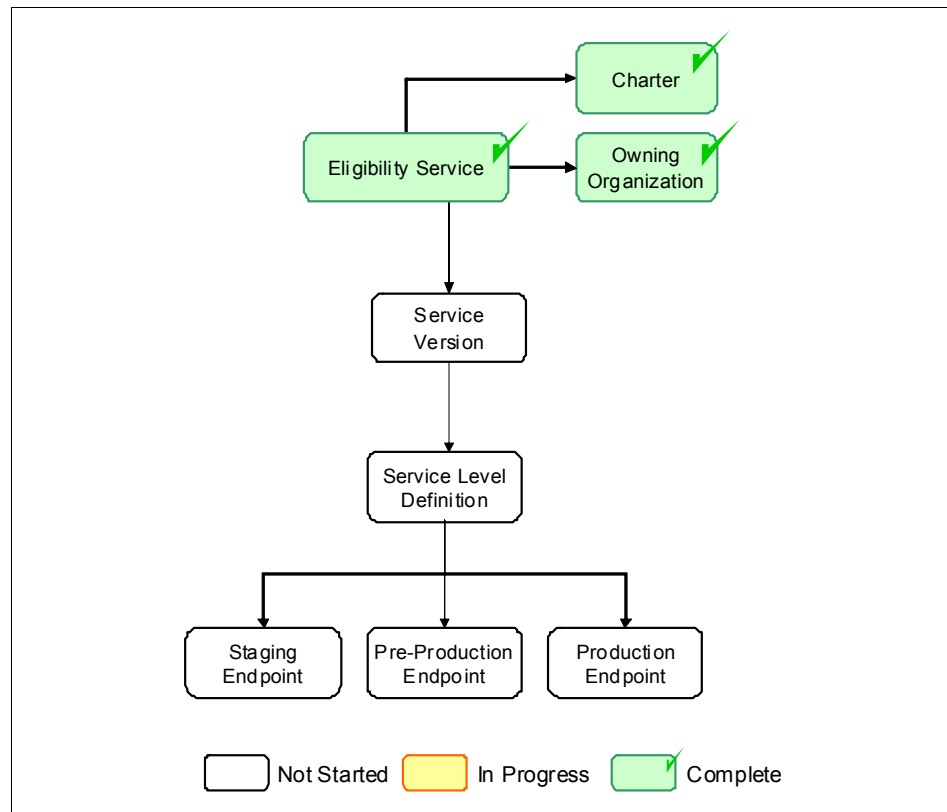 Charter
Eligibility Service
Owning
Organization
Service
Version
Service Level
Definition
Staging
Endpoint
Pre-Production
Endpoint
Production
Endpoint
Not Started
In Progress
Complete